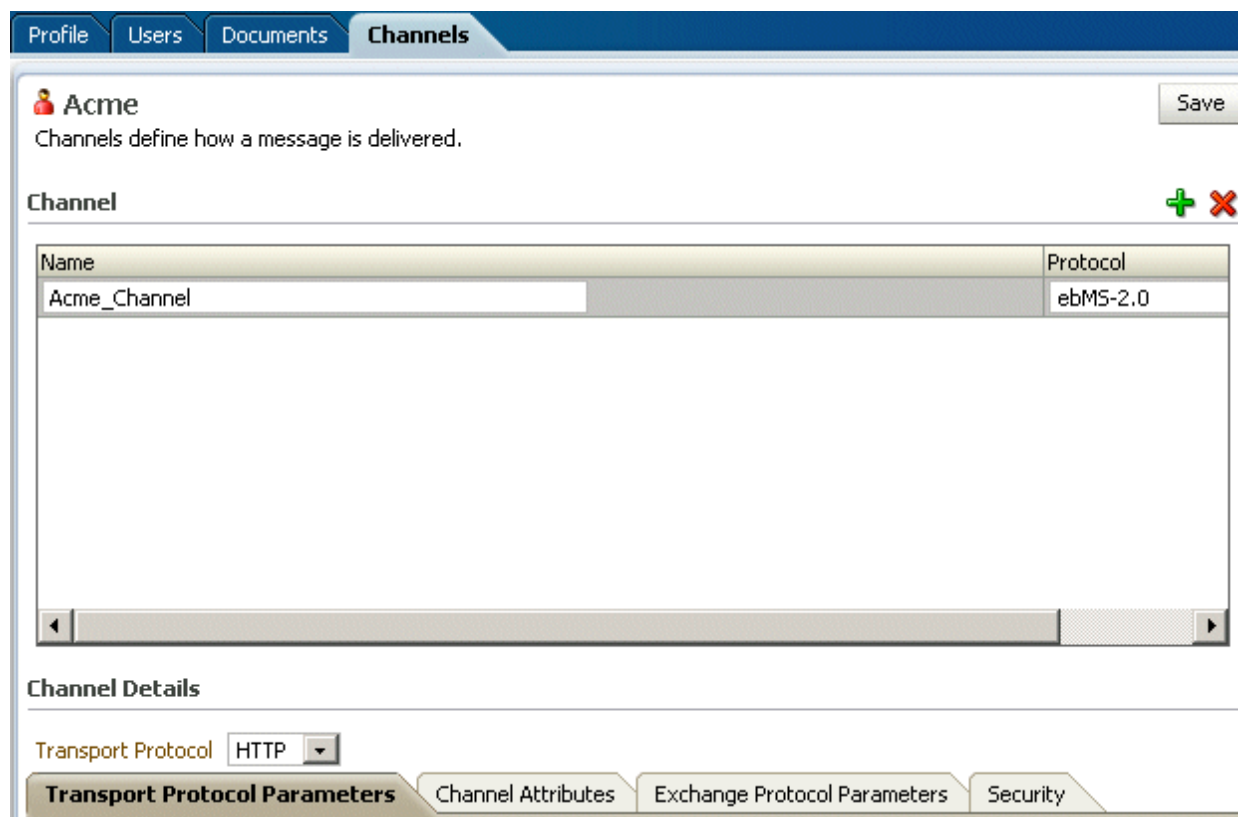 Profile Users Documents Channels
Acme
Save
Channels define how a message is delivered.
Channel
Name Protocol
Acme_Channel ebMS-2.0
Channel Details
Transport Protocol HTTP
Transport Protocol Parameters Channel Attributes Exchange Protocol Parameters Security